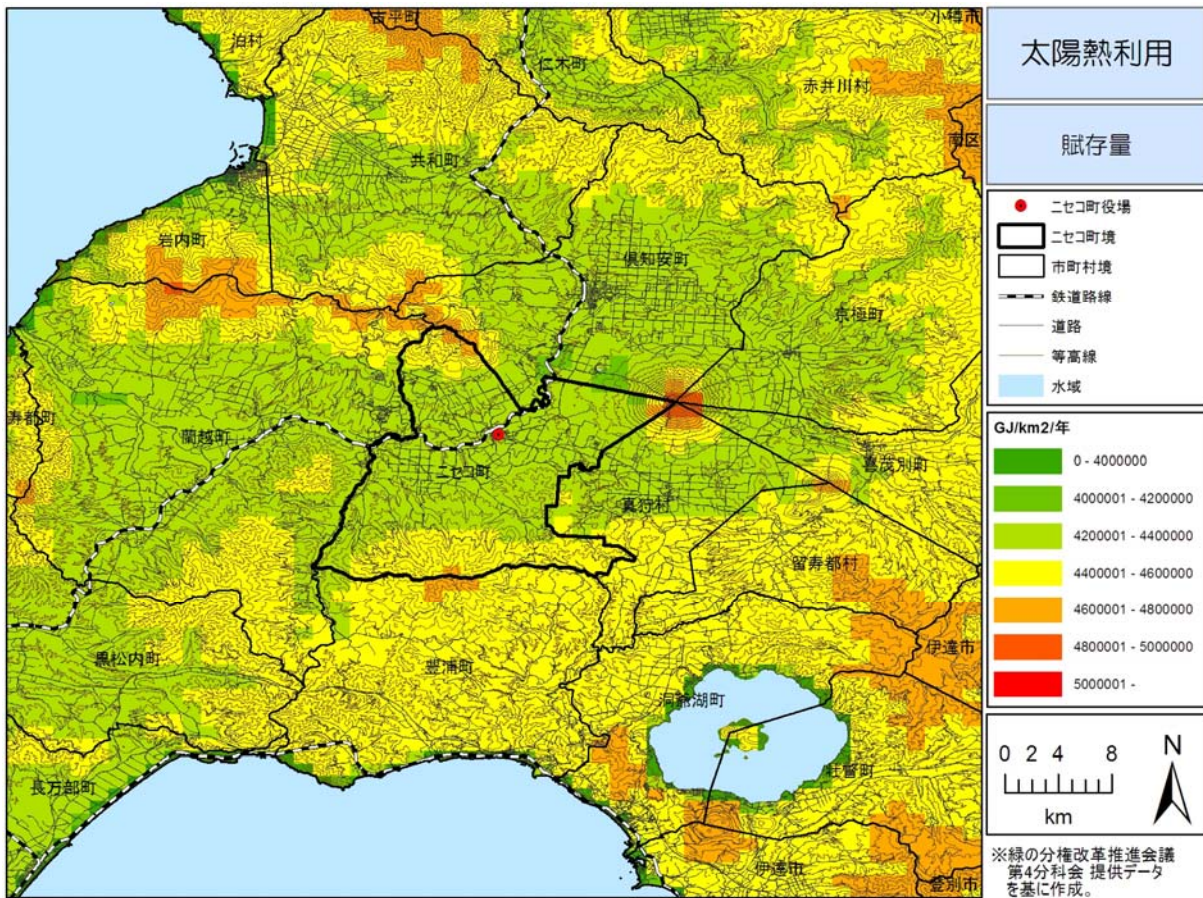 古平町
小樽市
泊村
仁木町
赤井川村
南区
共和町
岩内町
倶知安町
京極町
寿都町
蘭越町
ニセコ町
喜茂別町
真狩村
留寿都村
黒松内町
豊浦町
伊達市
洞爺湖町
長万部町
壮瞥町
伊達市
登別市
太陽熱利用
賦存量
ニセコ町役場
ニセコ町境
市町村境
鉄道路線
道路
等高線
水域
GJ/km2/年
0 - 4000000
4000001 - 4200000
4200001 - 4400000
4400001 - 4600000
4600001 - 4800000
4800001 - 5000000
5000001 -
0 2 4 8
km
N
※緑の分権改革推進会議
第4分科会 提供データ
を基に作成。